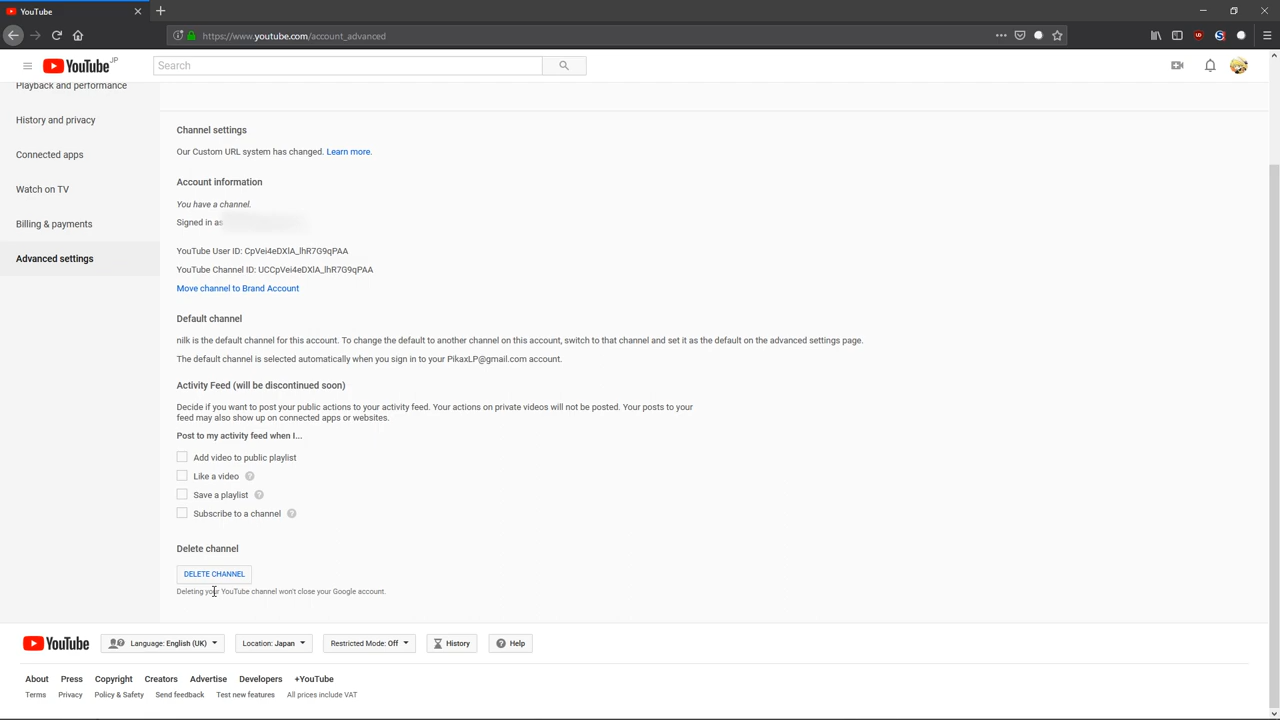 YouTube
https://www.youtube.com/account_advanced
YouTube JP
Search
Playback and performance
History and privacy
Connected apps
Watch on TV
Billing & payments
Advanced settings
Channel settings
Our Custom URL system has changed. Learn more.
Account information
You have a channel.
Signed in as
YouTube User ID: CpVei4eDXlA_lhR7G9qPAA
YouTube Channel ID: UCCpVei4eDXlA_lhR7G9qPAA
Move channel to Brand Account
Default channel
nilk is the default channel for this account. To change the default to another channel on this account, switch to that channel and set it as the default on the advanced settings page.
The default channel is selected automatically when you sign in to your PikaxLP@gmail.com account.
Activity Feed (will be discontinued soon)
Decide if you want to post your public actions to your activity feed. Your actions on private videos will not be posted. Your posts to your
feed may also show up on connected apps or websites.
Post to my activity feed when I...
Add video to public playlist
Like a video ?
Save a playlist ?
Subscribe to a channel ?
Delete channel
DELETE CHANNEL
Deleting your YouTube channel won't close your Google account.
YouTube Language: English (UK) Location: Japan Restricted Mode: Off History Help
About Press Copyright Creators Advertise Developers +YouTube
Terms Privacy Policy & Safety Send feedback Test new features All prices include VAT